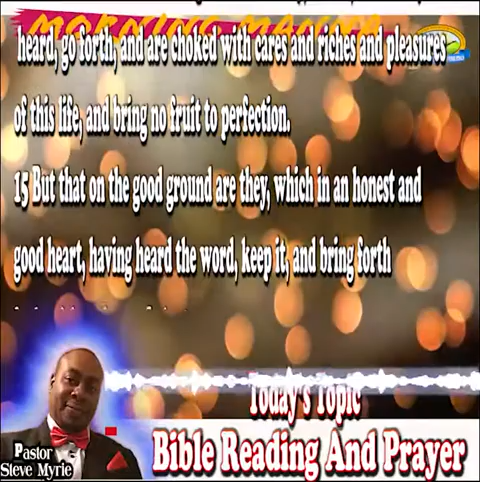 MORNING MANNA
heard, go forth, and are choked with cares and riches and pleasures
of this life, and bring no fruit to perfection.
15 But that on the good ground are they, which in an honest and
good heart, having heard the word, keep it, and bring forth
Today's Topic
Bible Reading And Prayer
Pastor
Steve Myrie